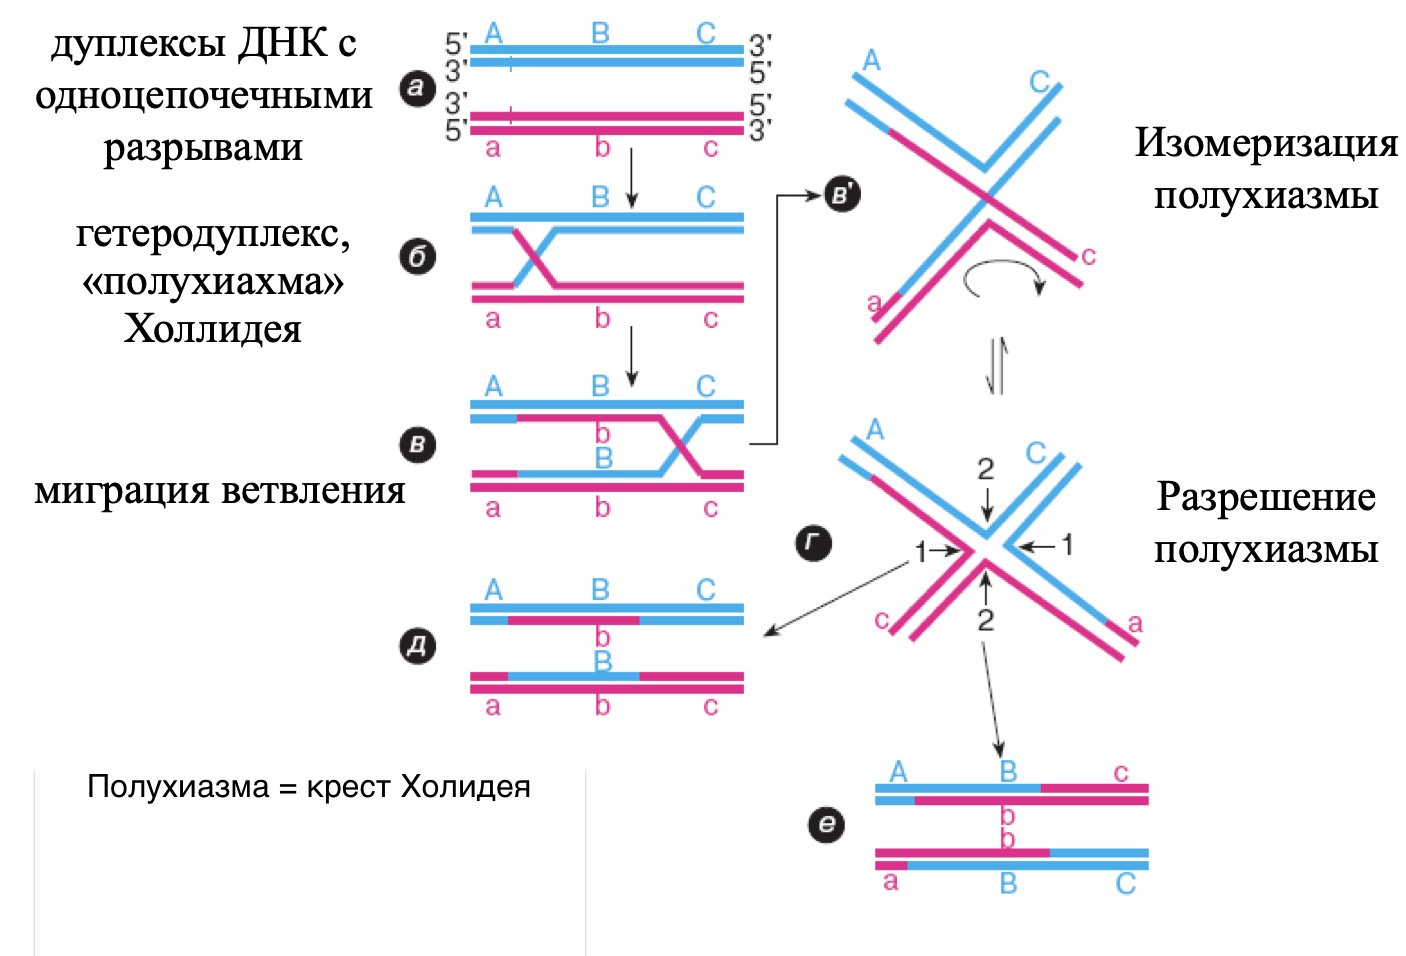 дуплексы ДНК с
одноцепочечными
разрывами
а
5'
3'
A
B
C
3'
5'
3'
5'
a
b
c
5'
3'
гетеродуплекс,
«полухиахма»
Холлидея
б
A
B
C
a
b
c
миграция ветвления
в
A
B
C
b
B
a
b
c
в'
A
C
a
c
Изомеризация
полухиазмы
г
A
C
2
1
1
2
c
a
Разрешение
полухиазмы
д
A
B
C
b
B
a
b
c
е
A
B
c
b
b
a
B
C
Полухиазма = крест Холидея